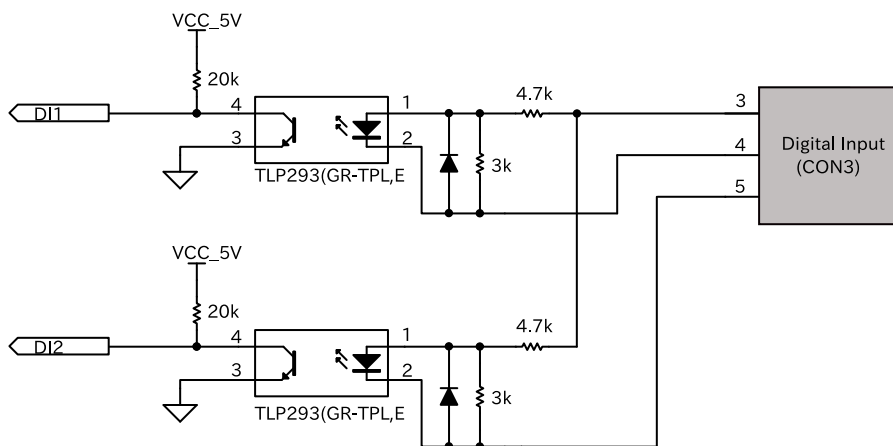 VCC_5V
20k
4.7k
DI1
4
1
3
3
2
4
Digital Input
(CON3)
3k
5
TLP293(GR-TPL,E
VCC_5V
20k
4.7k
DI2
4
1
3
2
3k
TLP293(GR-TPL,E